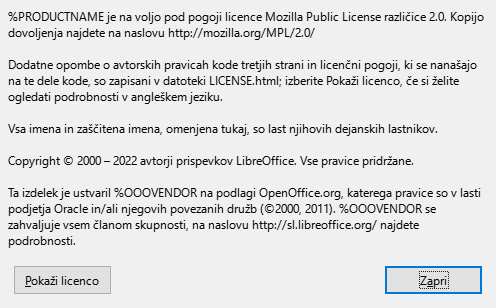 %PRODUCTNAME je na voljo pod pogoji licence Mozilla Public License različice 2.0. Kopijo
dovoljenja najdete na naslovu http://mozilla.org/MPL/2.0/
Dodatne opombe o avtorskih pravicah kode tretjih strani in licenčni pogoji, ki se nanašajo
na te dele kode, so zapisani v datoteki LICENSE.html; izberite Pokaži licenco, če si želite
ogledati podrobnosti v angleškem jeziku.
Vsa imena in zaščitena imena, omenjena tukaj, so last njihovih dejanskih lastnikov.
Copyright © 2000 – 2022 avtorji prispevkov LibreOffice. Vse pravice pridržane.
Ta izdelek je ustvaril %OOOVENDOR na podlagi OpenOffice.org, katerega pravice so v lasti
podjetja Oracle in/ali njegovih povezanih družb (©2000, 2011). %OOOVENDOR se
zahvaljuje vsem članom skupnosti, na naslovu http://sl.libreoffice.org/ najdete
podrobnosti.
Pokaži licenco
Zapri